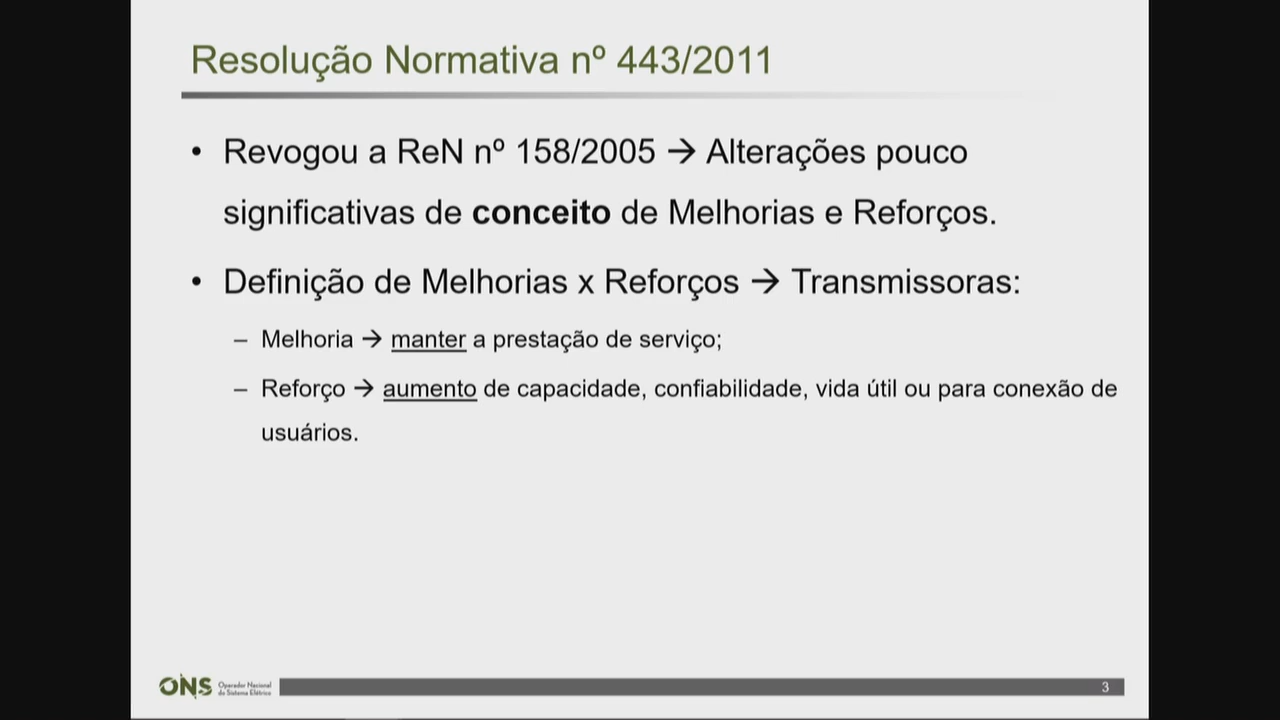 Resolução Normativa nº 443/2011
• Revogou a ReN nº 158/2005 → Alterações pouco
significativas de conceito de Melhorias e Reforços.
• Definição de Melhorias x Reforços → Transmissoras:
– Melhoria → manter a prestação de serviço;
– Reforço → aumento de capacidade, confiabilidade, vida útil ou para conexão de
usuários.
ONS Operador Nacional
do Sistema Elétrico
3